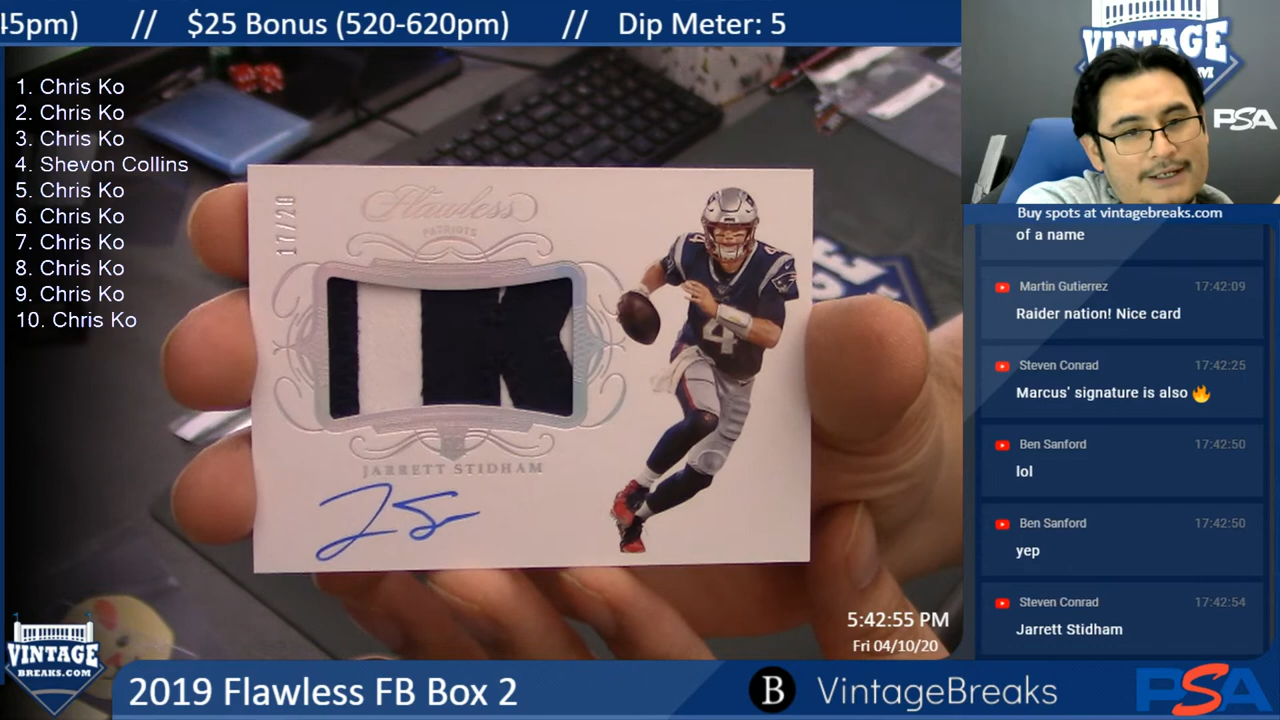 45pm) // $25 Bonus (520-620pm) // Dip Meter: 5
1. Chris Ko
2. Chris Ko
3. Chris Ko
4. Shevon Collins
5. Chris Ko
6. Chris Ko
7. Chris Ko
8. Chris Ko
9. Chris Ko
10. Chris Ko
17/20
Flawless
PATRIOTS
JARRETT STIDHAM
4
4
VINTAGE
M
PSA
Buy spots at vintagebreaks.com
of a name
Martin Gutierrez 17:42:09
Raider nation! Nice card
Steven Conrad 17:42:25
Marcus' signature is also 🔥
Ben Sanford 17:42:50
lol
Ben Sanford 17:42:50
yep
Steven Conrad 17:42:54
Jarrett Stidham
5:42:55 PM
Fri 04/10/20
VINTAGE
BREAKS.COM
2019 Flawless FB Box 2
B VintageBreaks
PSA